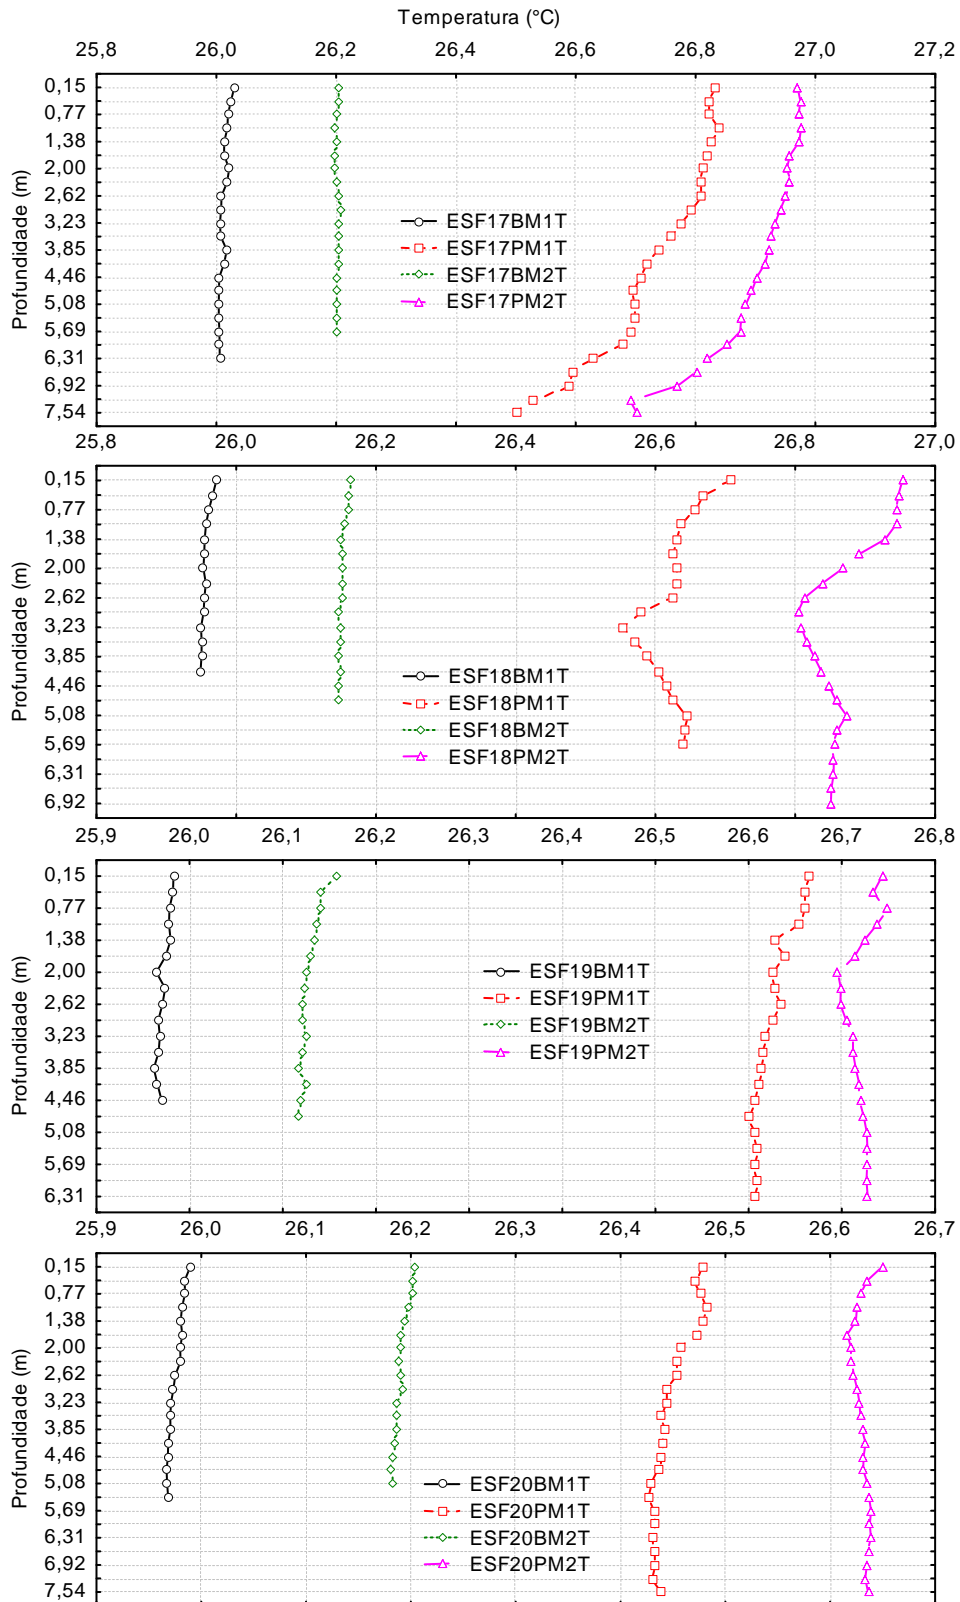 Temperatura (°C)
25,8 26,0 26,2 26,4 26,6 26,8 27,0 27,2
Profundidade (m)
0,15
0,77
1,38
2,00
2,62
3,23
3,85
4,46
5,08
5,69
6,31
6,92
7,54
ESF17BM1T
ESF17PM1T
ESF17BM2T
ESF17PM2T
25,8 26,0 26,2 26,4 26,6 26,8 27,0
Profundidade (m)
0,15
0,77
1,38
2,00
2,62
3,23
3,85
4,46
5,08
5,69
6,31
6,92
ESF18BM1T
ESF18PM1T
ESF18BM2T
ESF18PM2T
25,9 26,0 26,1 26,2 26,3 26,4 26,5 26,6 26,7 26,8
Profundidade (m)
0,15
0,77
1,38
2,00
2,62
3,23
3,85
4,46
5,08
5,69
6,31
ESF19BM1T
ESF19PM1T
ESF19BM2T
ESF19PM2T
25,9 26,0 26,1 26,2 26,3 26,4 26,5 26,6 26,7
Profundidade (m)
0,15
0,77
1,38
2,00
2,62
3,23
3,85
4,46
5,08
5,69
6,31
6,92
7,54
ESF20BM1T
ESF20PM1T
ESF20BM2T
ESF20PM2T